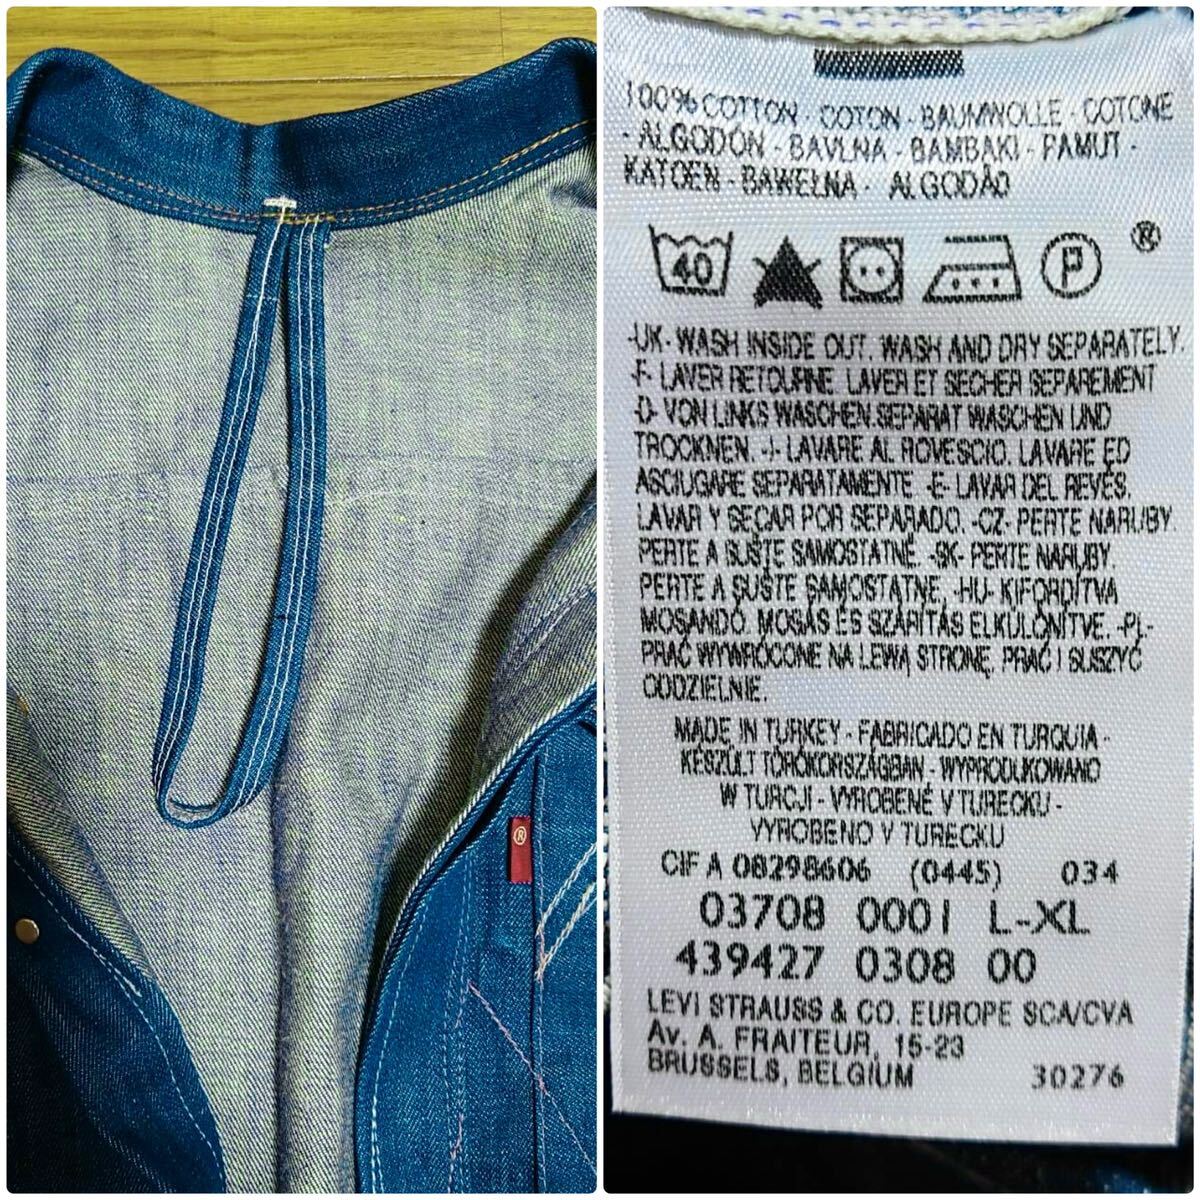 ®
100% COTTON - COTON - BAUMWOLLE - COTONE
- ALGODÓN - BAVLNA - BAMBAKI - PAMUT -
KATOEN - BAWEŁNA - ALGODÃO
40 P ®
-UK- WASH INSIDE OUT. WASH AND DRY SEPARATELY.
-F- LAVER RETOURNE. LAVER ET SECHER SEPAREMENT
-D- VON LINKS WASCHEN.SEPARAT WASCHEN UND
TROCKNEN. -I- LAVARE AL ROVESCIO. LAVARE ED
ASCIUGARE SEPARATAMENTE -E- LAVAR DEL REVÉS.
LAVAR Y SECAR POR SEPARADO. -CZ- PERTE NARUBY.
PERTE A SUŠTE SAMOSTATNĚ. -SK- PERTE NARUBY.
PERTE A SUŠTE SAMOSTATNE. -HU- KIFORDÍTVA
MOSANDÓ. MOSÁS ÉS SZÁRÍTÁS ELKÜLÖNÍTVE. -PL-
PRAĆ WYWRÓCONE NA LEWĄ STRONĘ. PRAĆ I SUSZYĆ
ODDZIELNIE.
MADE IN TURKEY - FABRICADO EN TURQUIA -
KÉSZÜLT TÖRÖKORSZÁGBAN - WYPRODUKOWANO
W TURCJI - VYROBENÉ V TURECKU -
VYROBENO V TURECKU
CIF A 08298606 (0445) 034
03708 0001 L-XL
439427 0308 00
LEVI STRAUSS & CO. EUROPE SCA/CVA
Av. A. FRAITEUR, 15-23
BRUSSELS, BELGIUM 30276